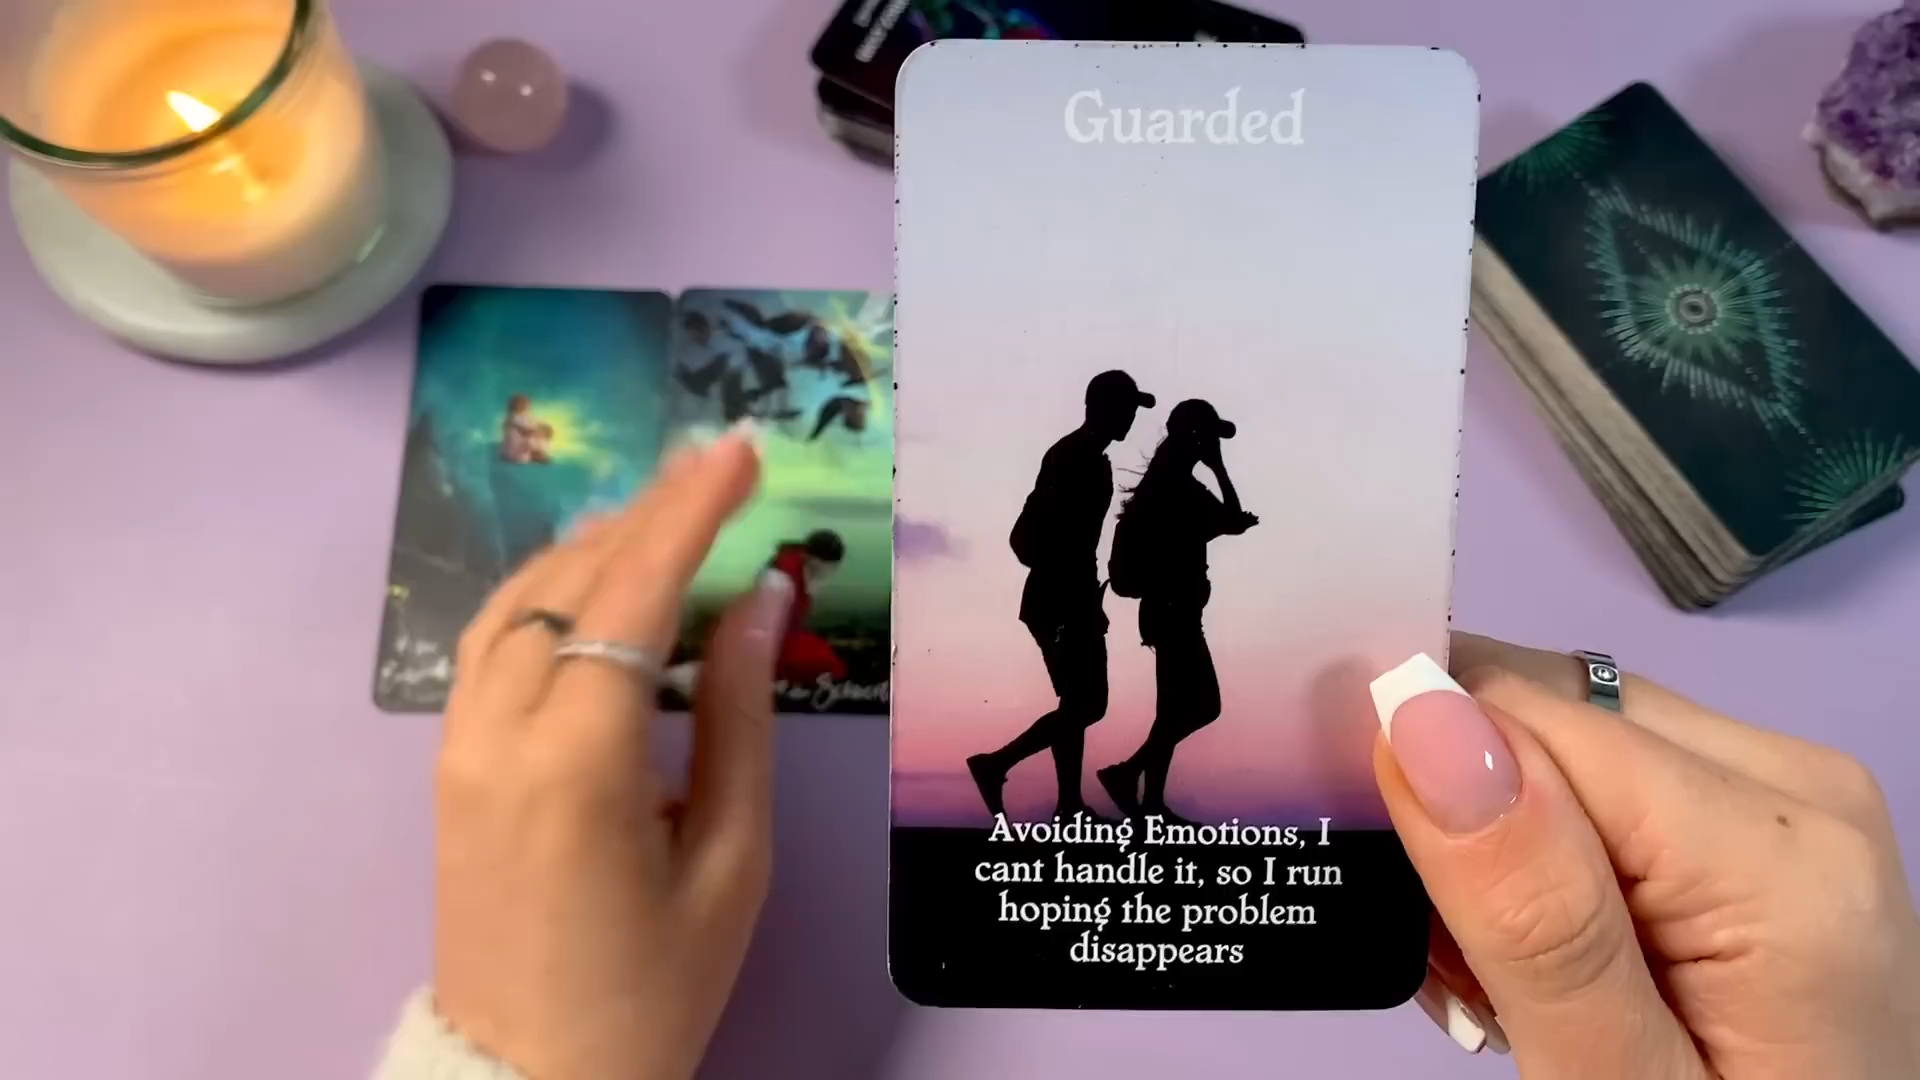 Guarded
Avoiding Emotions, I
cant handle it, so I run
hoping the problem
disappears